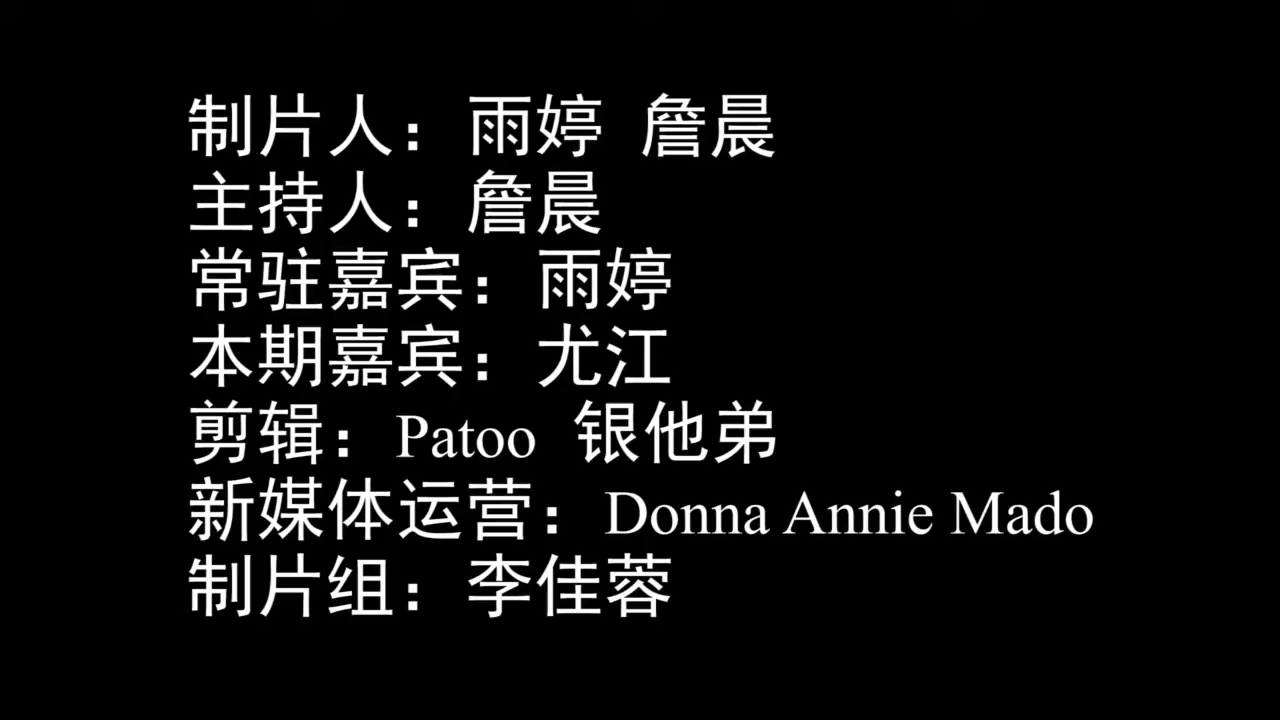 制片人：雨婷 詹晨
主持人：詹晨
常驻嘉宾：雨婷
本期嘉宾：尤江
剪辑：Patoo 银他弟
新媒体运营：Donna Annie Mado
制片组：李佳蓉